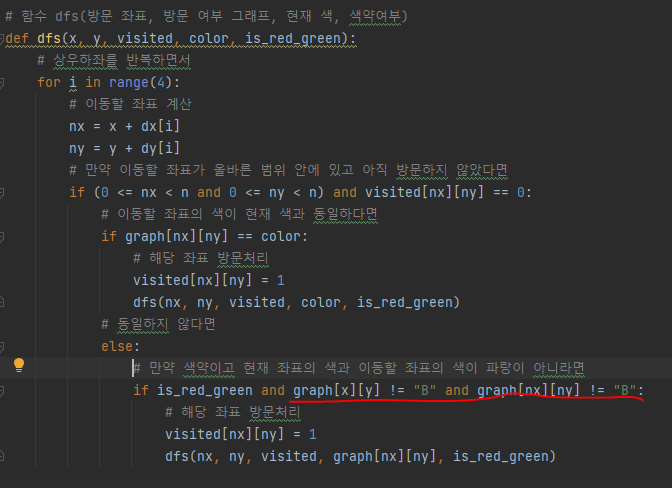 # 함수 dfs(방문 좌표, 방문 여부 그래프, 현재 색, 색약여부)
def dfs(x, y, visited, color, is_red_green):
    # 상우하좌를 반복하면서
    for i in range(4):
        # 이동할 좌표 계산
        nx = x + dx[i]
        ny = y + dy[i]
        # 만약 이동할 좌표가 올바른 범위 안에 있고 아직 방문하지 않았다면
        if (0 <= nx < n and 0 <= ny < n) and visited[nx][ny] == 0:
            # 이동할 좌표의 색이 현재 색과 동일하다면
            if graph[nx][ny] == color:
                # 해당 좌표 방문처리
                visited[nx][ny] = 1
                dfs(nx, ny, visited, color, is_red_green)
            # 동일하지 않다면
            else:
                # 만약 색약이고 현재 좌표의 색과 이동할 좌표의 색이 파랑이 아니라면
                if is_red_green and graph[x][y] != "B" and graph[nx][ny] != "B":
                    # 해당 좌표 방문처리
                    visited[nx][ny] = 1
                    dfs(nx, ny, visited, graph[nx][ny], is_red_green)